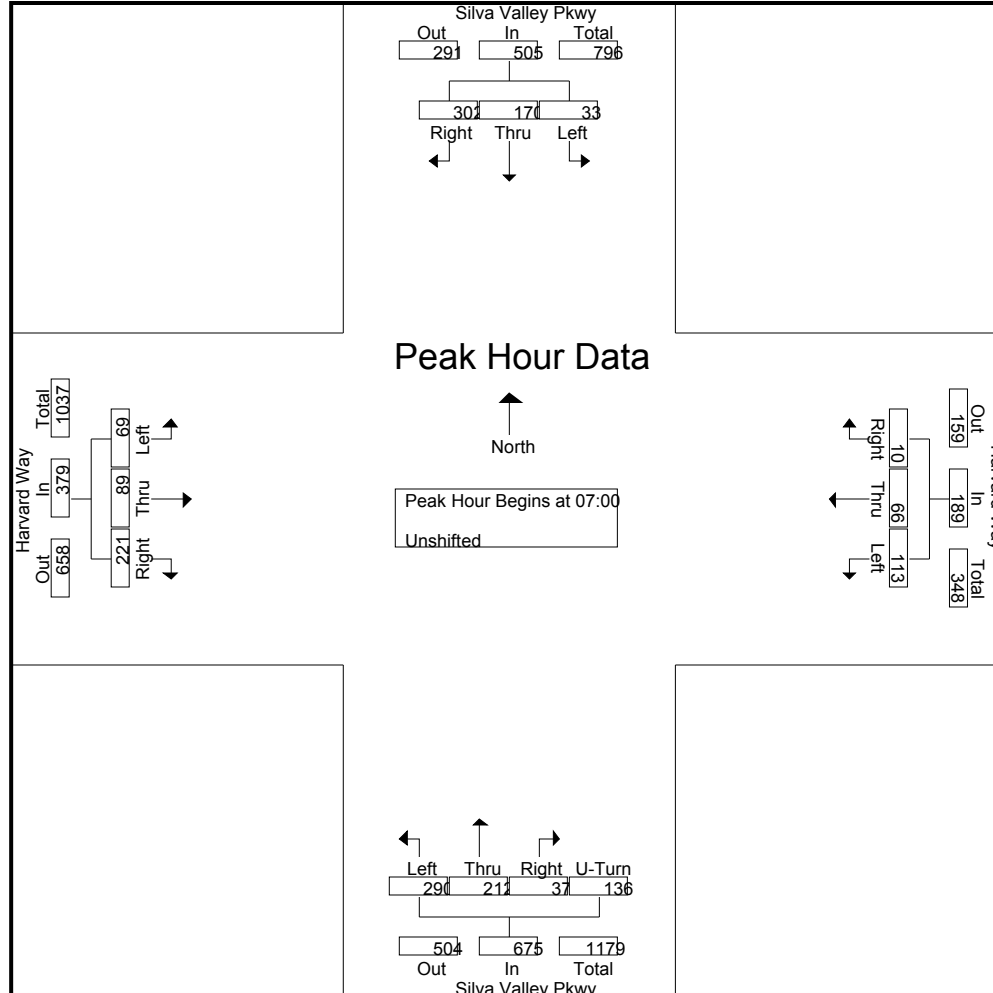 Silva Valley Pkwy
Out In Total
291 505 796
302 170 33
Right Thru Left
Peak Hour Data
North
Peak Hour Begins at 07:00
Unshifted
Harvard Way
Total In Out
1037 379 658
69 89 221
Left Thru Right
Right Thru Left
10 66 113
Out In Total
159 189 348
Left Thru Right U-Turn
290 212 37 136
504 675 1179
Out In Total
Silva Valley Pkwy